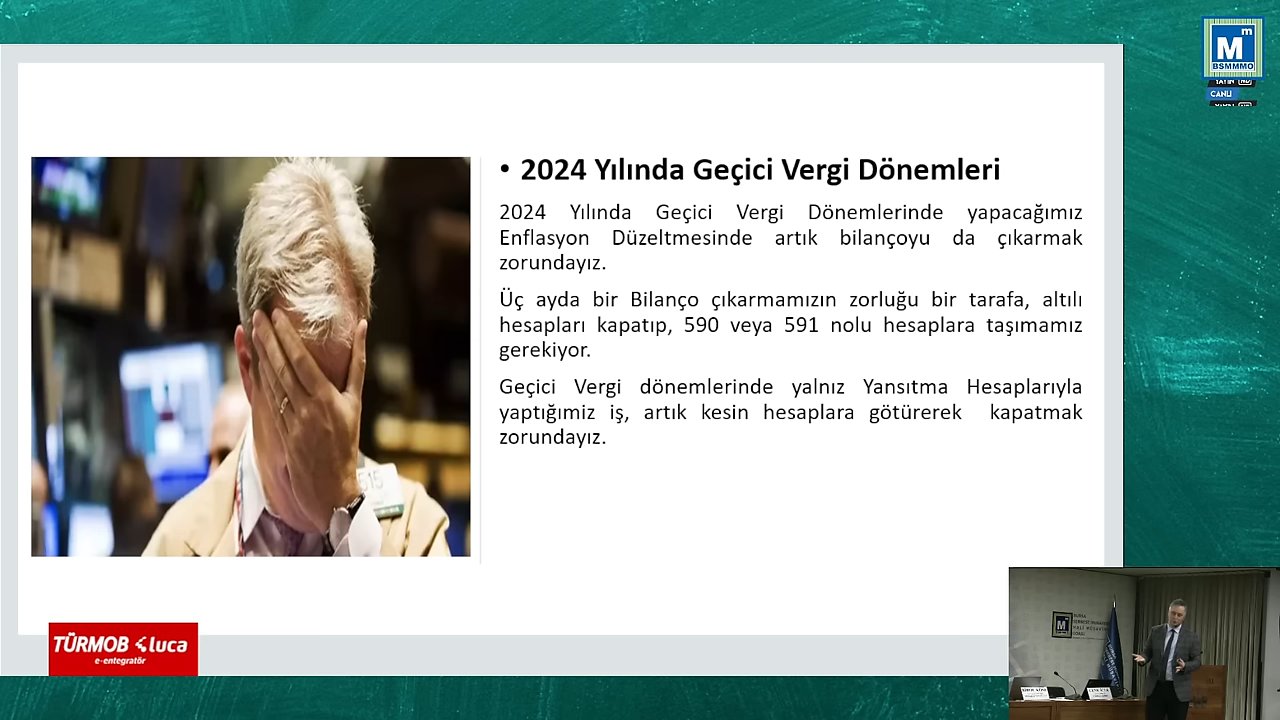 M m
BSMMMO
CANLI
• 2024 Yılında Geçici Vergi Dönemleri
2024 Yılında Geçici Vergi Dönemlerinde yapacağımız
Enflasyon Düzeltmesinde artık bilançoyu da çıkarmak
zorundayız.
Üç ayda bir Bilanço çıkarmamızın zorluğu bir tarafa, altılı
hesapları kapatıp, 590 veya 591 nolu hesaplara taşımamız
gerekiyor.
Geçici Vergi dönemlerinde yalnız Yansıtma Hesaplarıyla
yaptığımiz iş, artık kesin hesaplara götürerek kapatmak
zorundayız.
TÜRMOB luca
e-entegratör